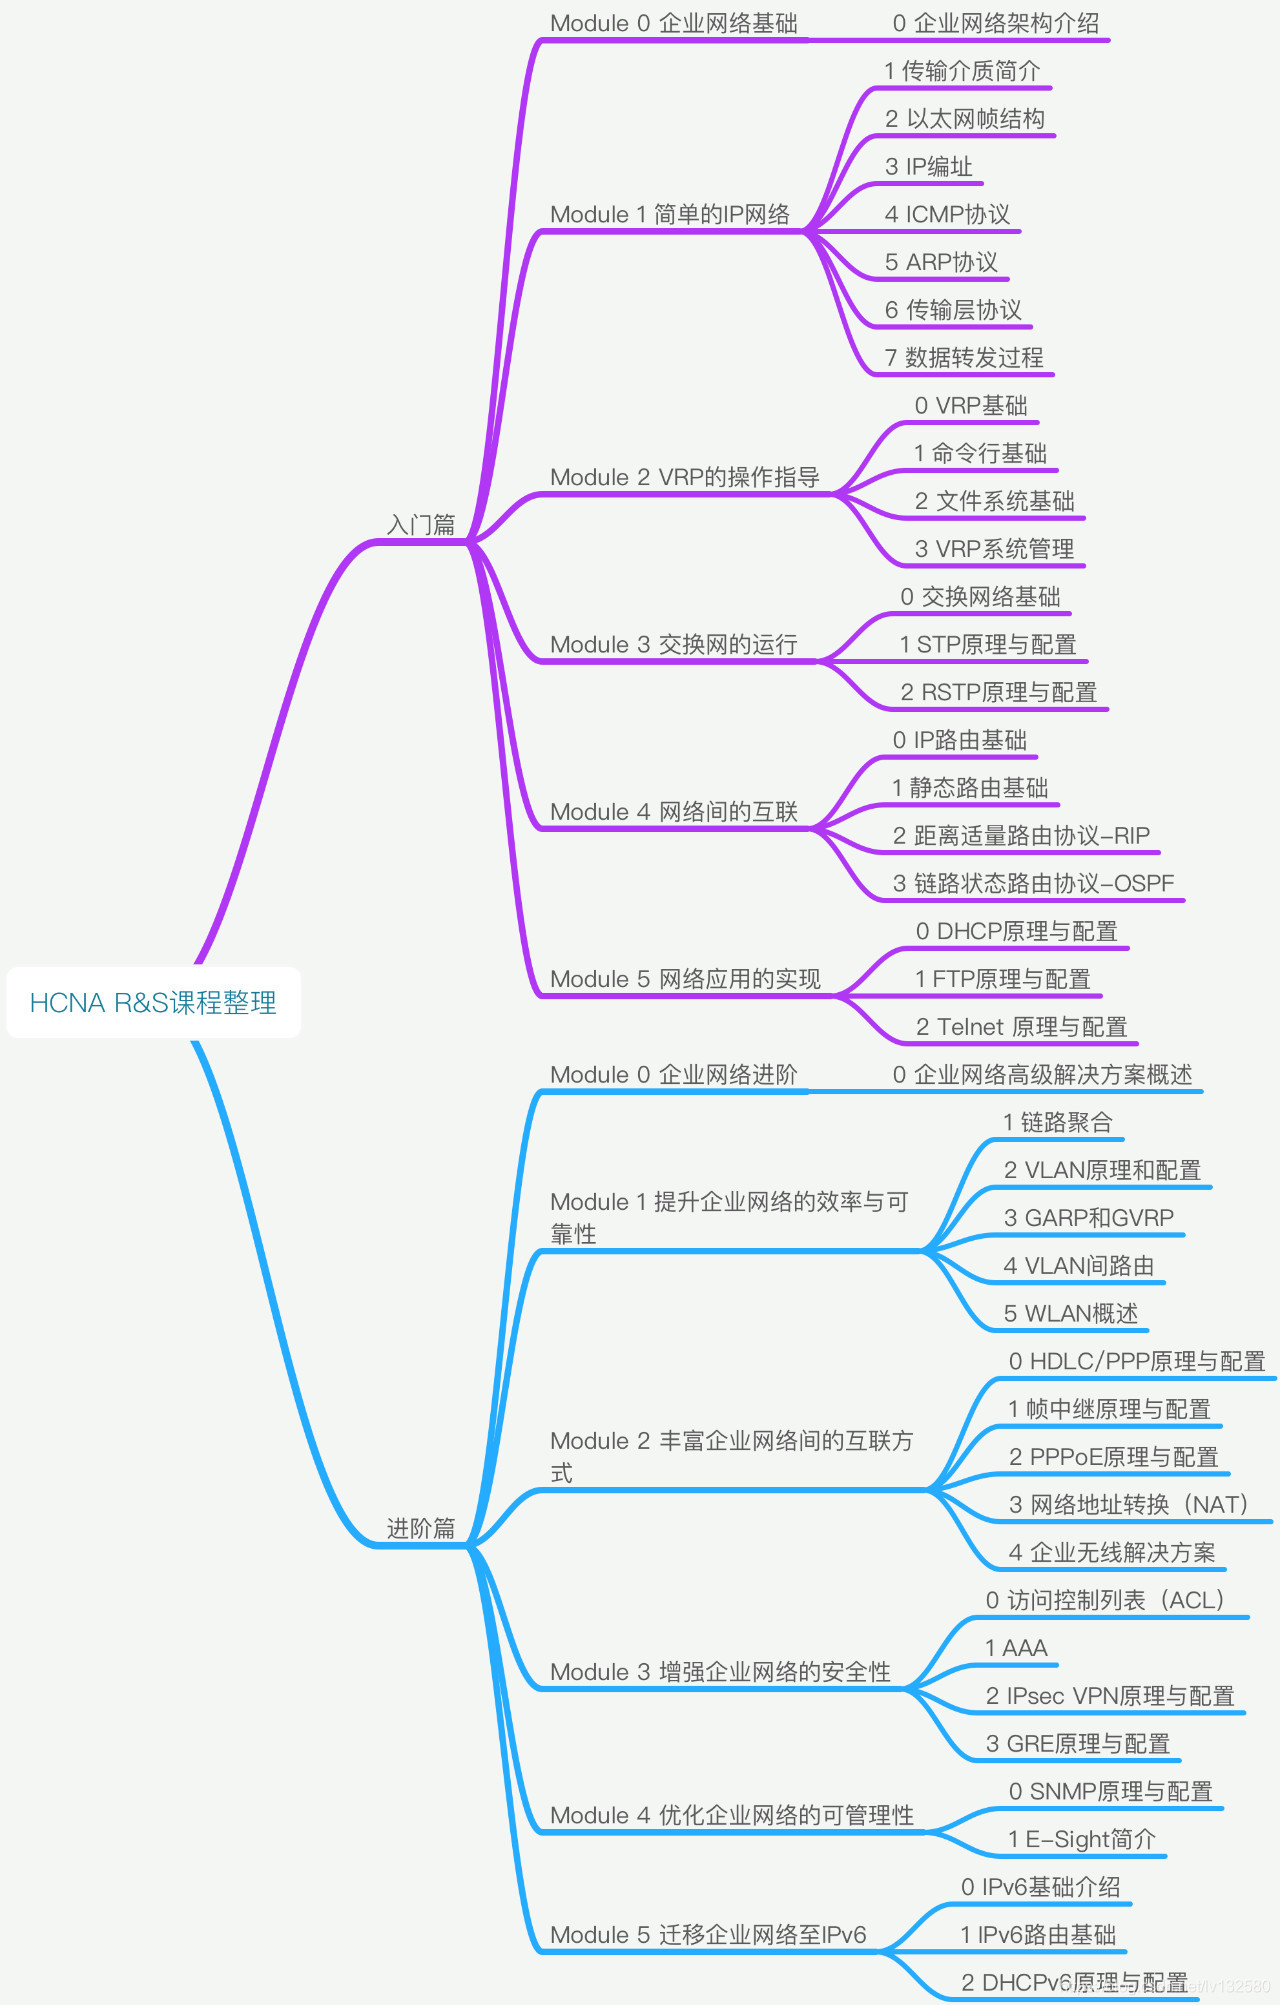 Module 0 企业网络基础
0 企业网络架构介绍
1 传输介质简介
2 以太网帧结构
3 IP编址
Module 1 简单的IP网络
4 ICMP协议
5 ARP协议
6 传输层协议
7 数据转发过程
0 VRP基础
1 命令行基础
Module 2 VRP的操作指导
2 文件系统基础
3 VRP系统管理
入门篇
0 交换网络基础
Module 3 交换网的运行
1 STP原理与配置
2 RSTP原理与配置
0 IP路由基础
1 静态路由基础
Module 4 网络间的互联
2 距离适量路由协议-RIP
3 链路状态路由协议-OSPF
0 DHCP原理与配置
Module 5 网络应用的实现
1 FTP原理与配置
2 Telnet 原理与配置
HCNA R&S课程整理
Module 0 企业网络进阶
0 企业网络高级解决方案概述
1 链路聚合
2 VLAN原理和配置
Module 1 提升企业网络的效率与可
靠性
3 GARP和GVRP
4 VLAN间路由
5 WLAN概述
0 HDLC/PPP原理与配置
1 帧中继原理与配置
Module 2 丰富企业网络间的互联方
式
2 PPPoE原理与配置
3 网络地址转换（NAT）
4 企业无线解决方案
进阶篇
0 访问控制列表（ACL）
1 AAA
Module 3 增强企业网络的安全性
2 IPsec VPN原理与配置
3 GRE原理与配置
0 SNMP原理与配置
Module 4 优化企业网络的可管理性
1 E-Sight简介
0 IPv6基础介绍
Module 5 迁移企业网络至IPv6
1 IPv6路由基础
2 DHCPv6原理与配置